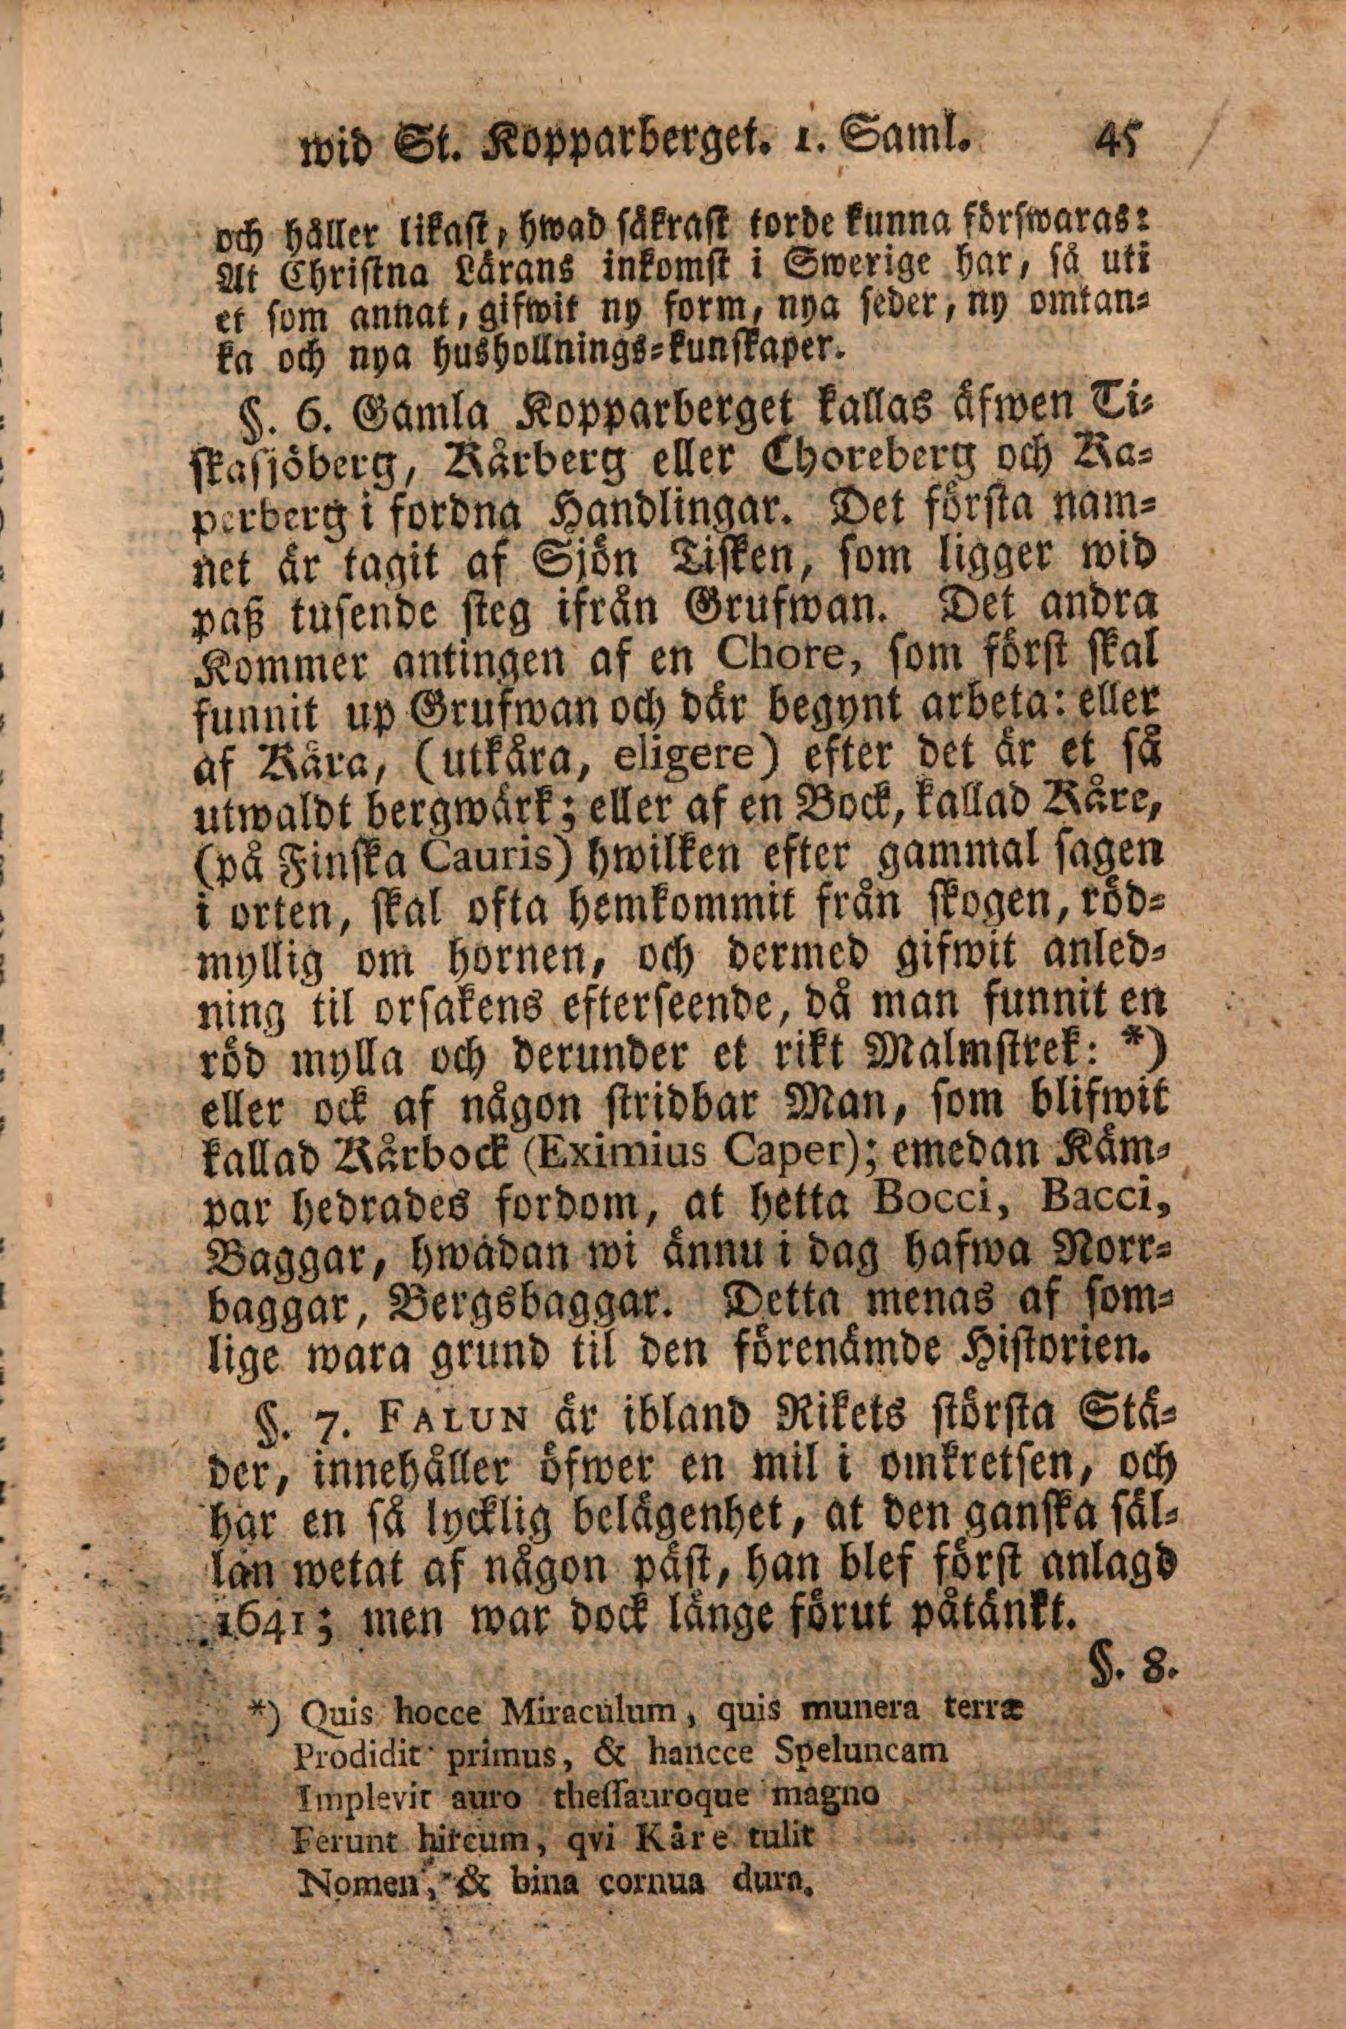 wid St. Kopparberget. 1. Saml. 45
och håller likast, hwad säkrast torde kunna förswaras:
At Christna Lärans inkomst i Swerige har, så uti
et som annat, gifwit ny form, nya seder, ny omtan-
ka och nya hushollnings-kunskaper.
§. 6. Gamla Kopparberget kallas äfwen Ti-
skasjöberg, Kårberg eller Choreberg och Ka-
perberg i fordna Handlingar. Det första nam-
net är tagit af Sjön Tisken, som ligger wid
paß tusende steg ifrån Grufwan. Det andra
Kommer antingen af en Chore, som först skal
funnit up Grufwan och där begynt arbeta: eller
af Kåra, (utkåra, eligere) efter det är et så
utwaldt bergwärk; eller af en Bock, kallad Kåre,
(på Finska Cauris) hwilken efter gammal sagen
i orten, skal ofta hemkommit från skogen, röd-
myllig om hornen, och dermed gifwit anled-
ning til orsakens efterseende, då man funnit en
röd mylla och derunder et rikt Malmstrek: *)
eller ock af någon stridbar Man, som blifwit
kallad Kårbock (Eximius Caper); emedan Käm-
par hedrades fordom, at hetta Bocci, Bacci,
Baggar, hwadan wi ännu i dag hafwa Norr-
baggar, Bergsbaggar. Detta menas af som-
lige wara grund til den förenämde Historien.
§. 7. FALUN är ibland Rikets största Stä-
der, innehåller öfwer en mil i omkretsen, och
har en så lycklig belägenhet, at den ganska säl-
lan wetat af någon päst, han blef först anlagd
1641; men war dock länge förut påtänkt.
§. 8.
*) Quis hocce Miraculum, quis munera terræ
Prodidit primus, & hancce Speluncam
Implevit auro thessauroque magno
Ferunt hircum, qvi Kåre tulit
Nomen, & bina cornua dura.